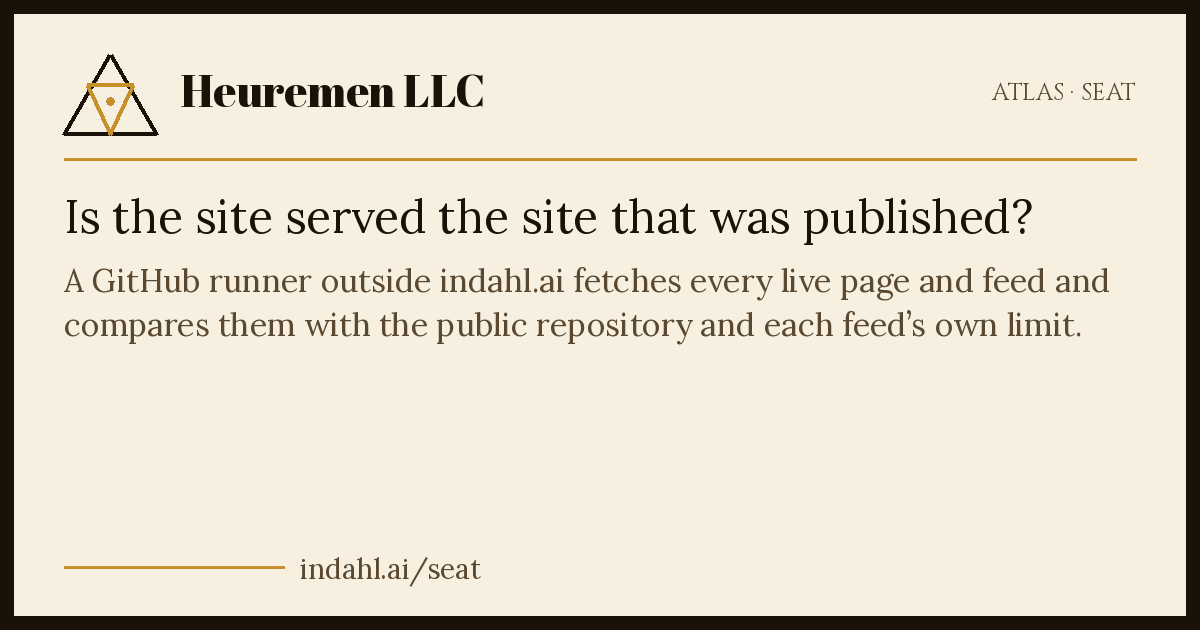 Heuremen LLC
ATLAS · SEAT
Is the site served the site that was published?
A GitHub runner outside indahl.ai fetches every live page and feed and
compares them with the public repository and each feed’s own limit.
indahl.ai/seat